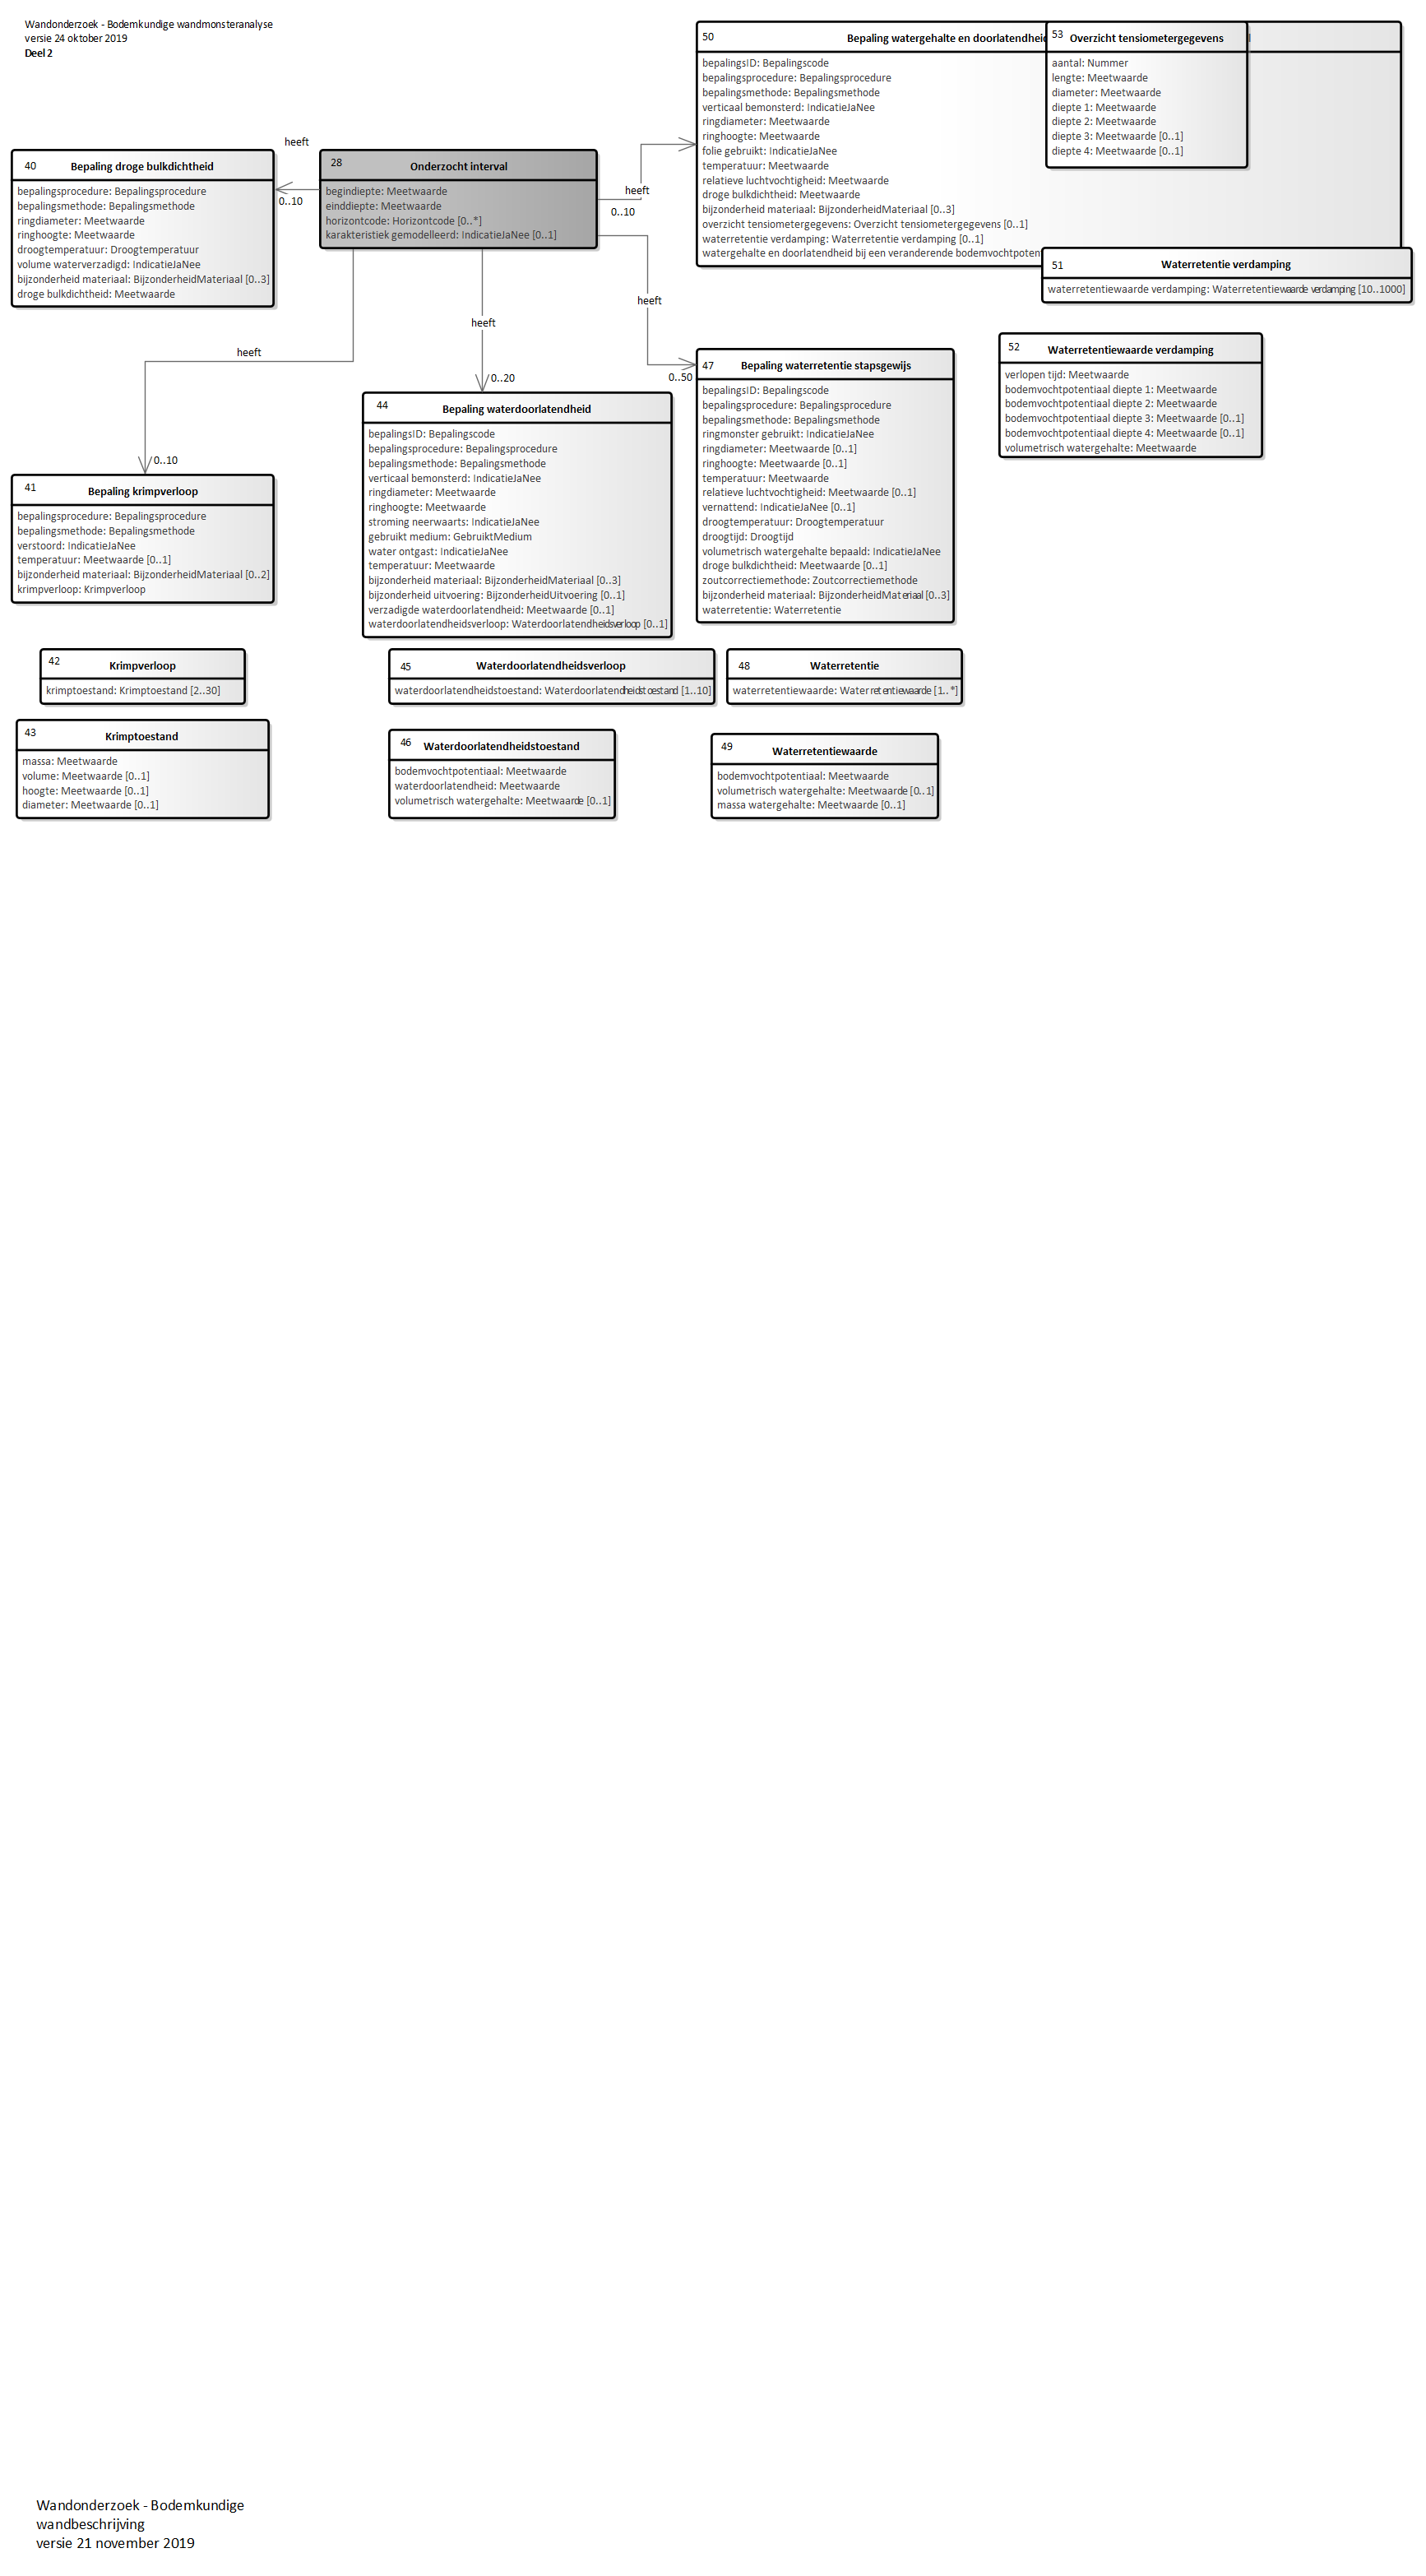 Wandonderzoek - Bodemkundige wandmonsteranalyse
versie 24 oktober 2019
Deel 2
50
Bepaling watergehalte en doorlatendheid
bepalingsID: Bepalingscode
bepalingsprocedure: Bepalingsprocedure
bepalingsmethode: Bepalingsmethode
verticaal bemonsterd: IndicatieJaNee
ringdiameter: Meetwaarde
ringhoogte: Meetwaarde
folie gebruikt: IndicatieJaNee
temperatuur: Meetwaarde
relatieve luchtvochtigheid: Meetwaarde
droge bulkdichtheid: Meetwaarde
bijzonderheid materiaal: BijzonderheidMateriaal [0..3]
overzicht tensiometergegevens: Overzicht tensiometergegevens [0..1]
waterretentie verdamping: Waterretentie verdamping [0..1]
watergehalte en doorlatendheid bij een veranderende bodemvochtpoten
53
Overzicht tensiometergegevens
aantal: Nummer
lengte: Meetwaarde
diameter: Meetwaarde
diepte 1: Meetwaarde
diepte 2: Meetwaarde
diepte 3: Meetwaarde [0..1]
diepte 4: Meetwaarde [0..1]
heeft
0..10
40
Bepaling droge bulkdichtheid
bepalingsprocedure: Bepalingsprocedure
bepalingsmethode: Bepalingsmethode
ringdiameter: Meetwaarde
ringhoogte: Meetwaarde
droogtemperatuur: Droogtemperatuur
volume waterverzadigd: IndicatieJaNee
bijzonderheid materiaal: BijzonderheidMateriaal [0..3]
droge bulkdichtheid: Meetwaarde
28
Onderzocht interval
begindiepte: Meetwaarde
einddiepte: Meetwaarde
horizontcode: Horizontcode [0..*]
karakteristiek gemodelleerd: IndicatieJaNee [0..1]
heeft
0..10
51
Waterretentie verdamping
waterretentiewaarde verdamping: Waterretentiewaarde verdamping [10..1000]
heeft
heeft
heeft
0..20
0..50
0..10
52
Waterretentiewaarde verdamping
verlopen tijd: Meetwaarde
bodemvochtpotentiaal diepte 1: Meetwaarde
bodemvochtpotentiaal diepte 2: Meetwaarde
bodemvochtpotentiaal diepte 3: Meetwaarde [0..1]
bodemvochtpotentiaal diepte 4: Meetwaarde [0..1]
volumetrisch watergehalte: Meetwaarde
47
Bepaling waterretentie stapsgewijs
bepalingsID: Bepalingscode
bepalingsprocedure: Bepalingsprocedure
bepalingsmethode: Bepalingsmethode
ringmonster gebruikt: IndicatieJaNee
ringdiameter: Meetwaarde [0..1]
ringhoogte: Meetwaarde [0..1]
temperatuur: Meetwaarde
relatieve luchtvochtigheid: Meetwaarde [0..1]
vernattend: IndicatieJaNee [0..1]
droogtemperatuur: Droogtemperatuur
droogtijd: Droogtijd
volumetrisch watergehalte bepaald: IndicatieJaNee
droge bulkdichtheid: Meetwaarde [0..1]
zoutcorrectiemethode: Zoutcorrectiemethode
bijzonderheid materiaal: BijzonderheidMateriaal [0..3]
waterretentie: Waterretentie
44
Bepaling waterdoorlatendheid
bepalingsID: Bepalingscode
bepalingsprocedure: Bepalingsprocedure
bepalingsmethode: Bepalingsmethode
verticaal bemonsterd: IndicatieJaNee
ringdiameter: Meetwaarde
ringhoogte: Meetwaarde
stroming neerwaarts: IndicatieJaNee
gebruikt medium: GebruiktMedium
water ontgast: IndicatieJaNee
temperatuur: Meetwaarde
bijzonderheid materiaal: BijzonderheidMateriaal [0..3]
bijzonderheid uitvoering: BijzonderheidUitvoering [0..1]
verzadigde waterdoorlatendheid: Meetwaarde [0..1]
waterdoorlatendheidsverloop: Waterdoorlatendheidsverloop [0..1]
41
Bepaling krimpverloop
bepalingsprocedure: Bepalingsprocedure
bepalingsmethode: Bepalingsmethode
verstoord: IndicatieJaNee
temperatuur: Meetwaarde [0..1]
bijzonderheid materiaal: BijzonderheidMateriaal [0..2]
krimpverloop: Krimpverloop
42
Krimpverloop
krimptoestand: Krimptoestand [2..30]
45
Waterdoorlatendheidsverloop
waterdoorlatendheidstoestand: Waterdoorlatendheidstoestand [1..10]
48
Waterretentie
waterretentiewaarde: Waterretentiewaarde [1..*]
43
Krimptoestand
massa: Meetwaarde
volume: Meetwaarde [0..1]
hoogte: Meetwaarde [0..1]
diameter: Meetwaarde [0..1]
46
Waterdoorlatendheidstoestand
bodemvochtpotentiaal: Meetwaarde
waterdoorlatendheid: Meetwaarde
volumetrisch watergehalte: Meetwaarde [0..1]
49
Waterretentiewaarde
bodemvochtpotentiaal: Meetwaarde
volumetrisch watergehalte: Meetwaarde [0..1]
massa watergehalte: Meetwaarde [0..1]
Wandonderzoek - Bodemkundige
wandbeschrijving
versie 21 november 2019